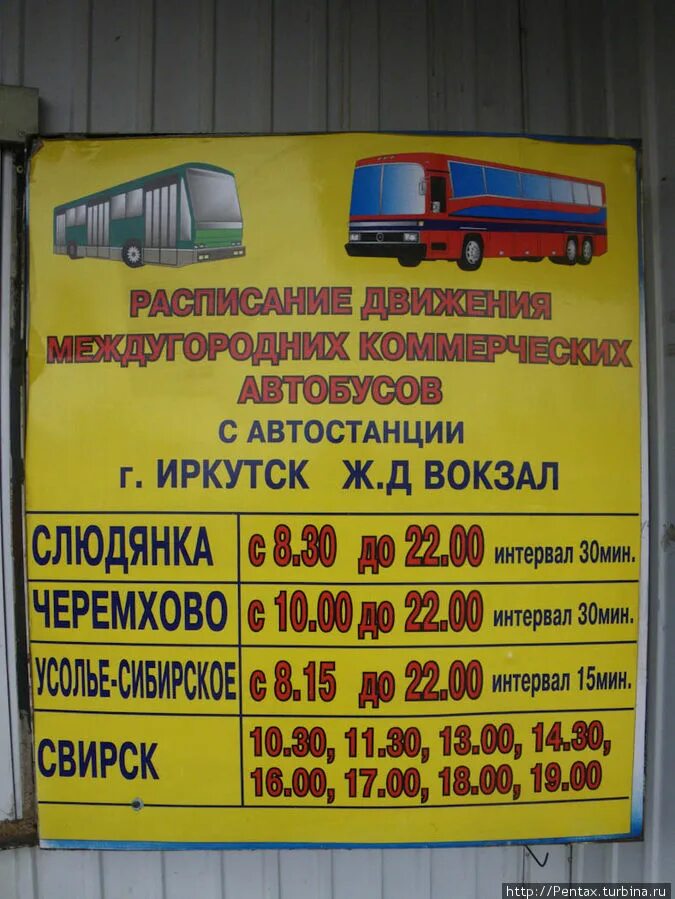 РАСПИСАНИЕ ДВИЖЕНИЯ
МЕЖДУГОРОДНИХ КОММЕРЧЕСКИХ
АВТОБУСОВ
С АВТОСТАНЦИИ
г. ИРКУТСК Ж.Д ВОКЗАЛ
СЛЮДЯНКА с 8.30 до 22.00 интервал 30мин.
ЧЕРЕМХОВО с 10.00 до 22.00 интервал 30мин.
УСОЛЬЕ-СИБИРСКОЕ с 8.15 до 22.00 интервал 15мин.
СВИРСК 10.30, 11.30, 13.00, 14.30,
16.00, 17.00, 18.00, 19.00
http://Pentax.turbina.ru/